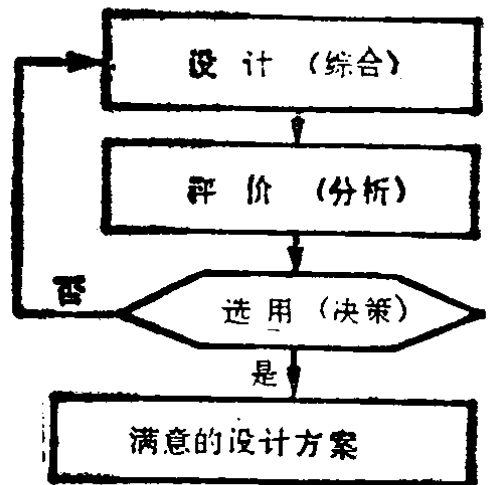 设计（综合）
评价（分析）
选用（决策）
否
是
满意的设计方案